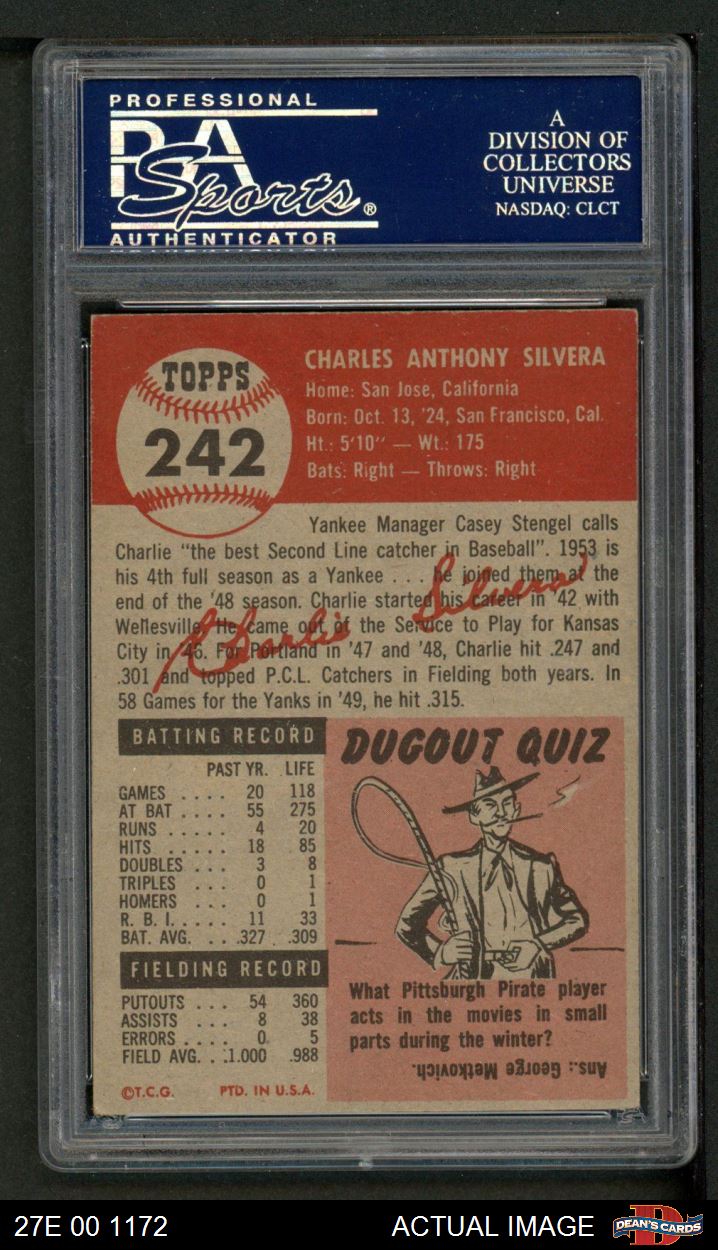 PROFESSIONAL
PSA
Sports®
AUTHENTICATOR
A
DIVISION OF
COLLECTORS
UNIVERSE
NASDAQ: CLCT
TOPPS
242
CHARLES ANTHONY SILVERA
Home: San Jose, California
Born: Oct. 13, '24, San Francisco, Cal.
Ht.: 5'10" — Wt.: 175
Bats: Right — Throws: Right
Yankee Manager Casey Stengel calls
Charlie "the best Second Line catcher in Baseball". 1953 is
his 4th full season as a Yankee . . . he joined them at the
end of the '48 season. Charlie started his career in '42 with
Wellesville. He came out of the Service to Play for Kansas
City in '46. For Portland in '47 and '48, Charlie hit .247 and
.301 and topped P.C.L. Catchers in Fielding both years. In
58 Games for the Yanks in '49, he hit .315.
Charlie Silvera
BATTING RECORD
PAST YR. LIFE
GAMES . . . . 20 118
AT BAT . . . . 55 275
RUNS . . . . . 4 20
HITS . . . . . 18 85
DOUBLES . . . 3 8
TRIPLES . . . 0 1
HOMERS . . . 0 1
R. B. I. . . . . 11 33
BAT. AVG. . . .327 .309
FIELDING RECORD
PUTOUTS . . . 54 360
ASSISTS . . . 8 38
ERRORS . . . . 0 5
FIELD AVG. . .1.000 .988
©T.C.G. PTD. IN U.S.A.
DUGOUT QUIZ
What Pittsburgh Pirate player
acts in the movies in small
parts during the winter?
Ans.: George Metkovich.
27E 00 1172
ACTUAL IMAGE
D
DEAN'S CARDS